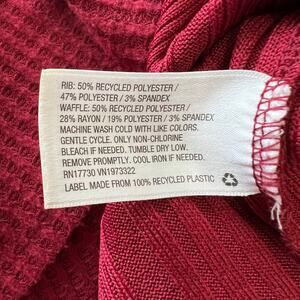 RIB: 50% RECYCLED POLYESTER /
47% POLYESTER / 3% SPANDEX
WAFFLE: 50% RECYCLED POLYESTER /
28% RAYON / 19% POLYESTER / 3% SPANDEX
MACHINE WASH COLD WITH LIKE COLORS.
GENTLE CYCLE. ONLY NON-CHLORINE
BLEACH IF NEEDED. TUMBLE DRY LOW.
REMOVE PROMPTLY. COOL IRON IF NEEDED.
RN17730 VN1973322
LABEL MADE FROM 100% RECYCLED PLASTIC